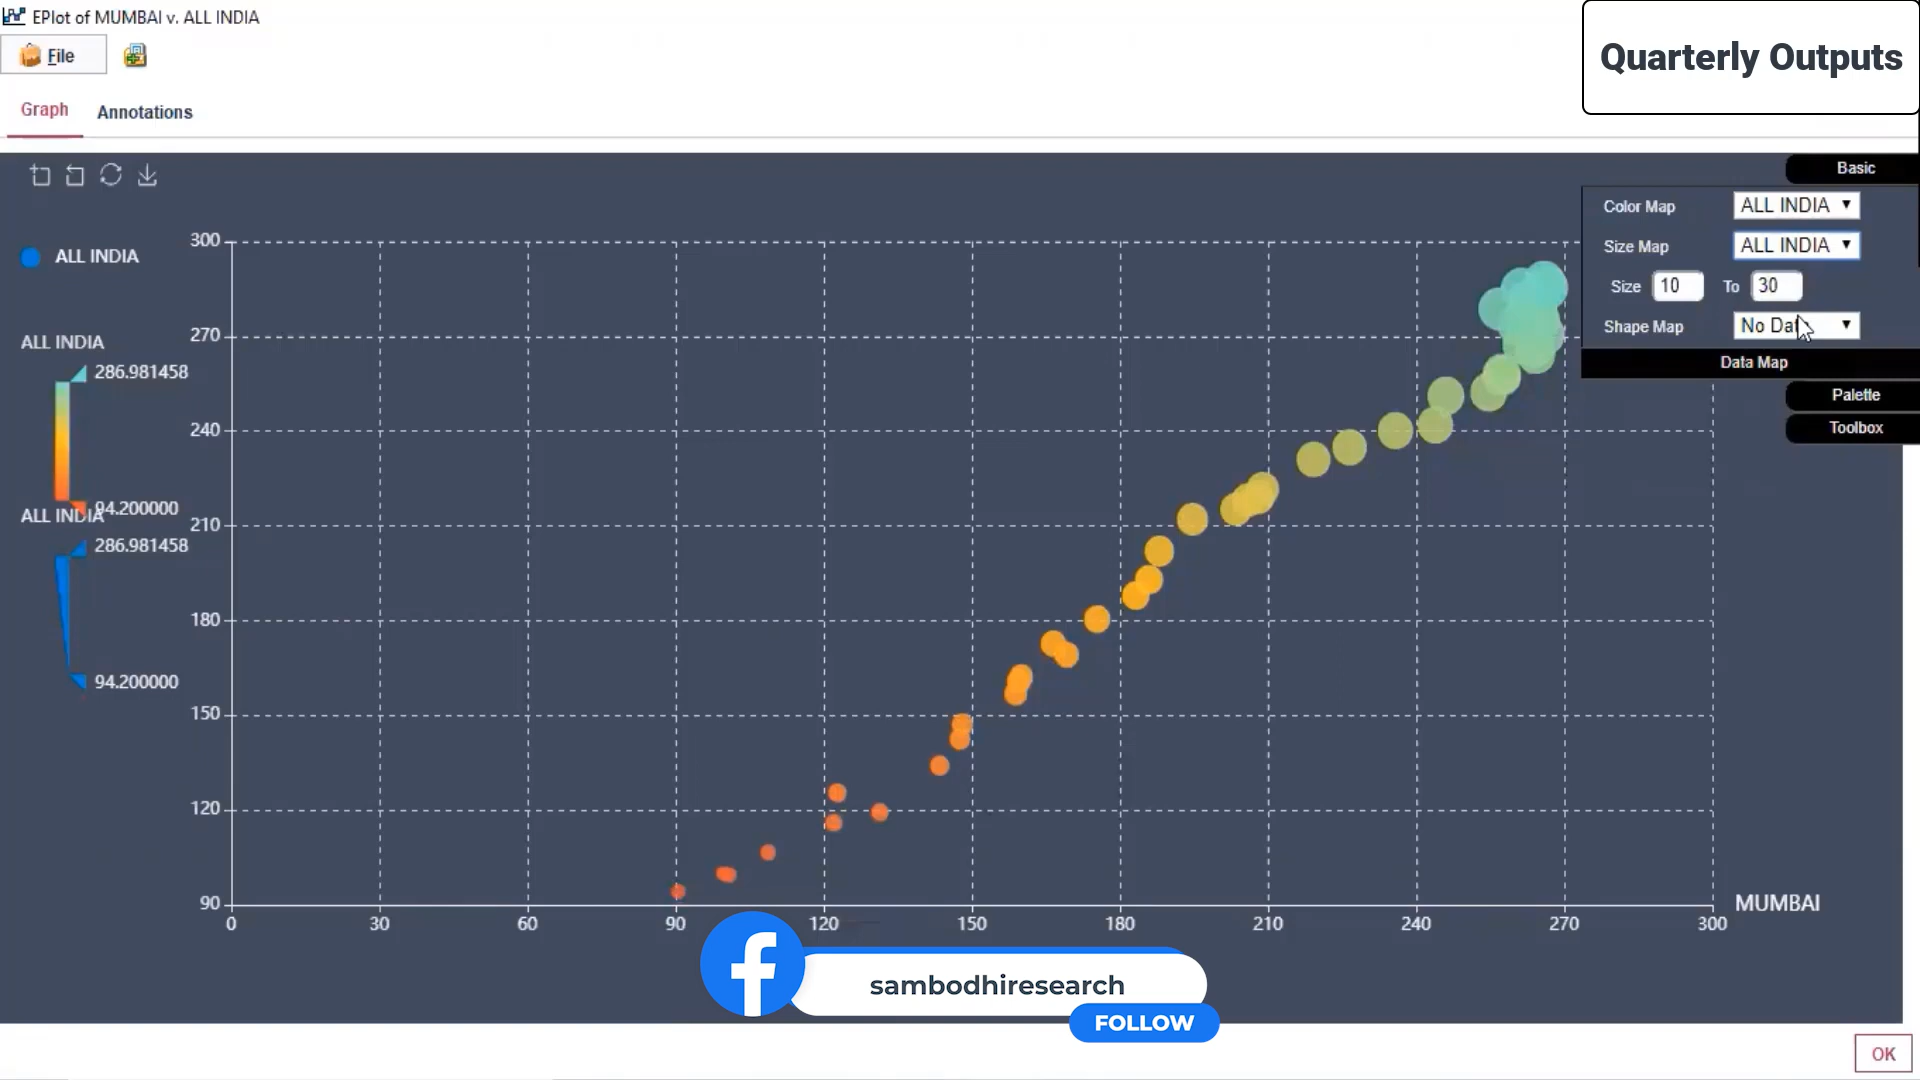 EPlot of MUMBAI v. ALL INDIA
Quarterly Outputs
File
Graph
Annotations
Basic
Color Map
ALL INDIA
Size Map
ALL INDIA
Size
10
To
30
Shape Map
Data Map
Palette
Toolbox
ALL INDIA
ALL INDIA
286.981458
94.200000
ALL INDIA
286.981458
94.200000
300
270
240
210
180
150
120
90
0
30
60
90
120
150
180
210
240
270
300
MUMBAI
sambodhiresearch
FOLLOW
OK